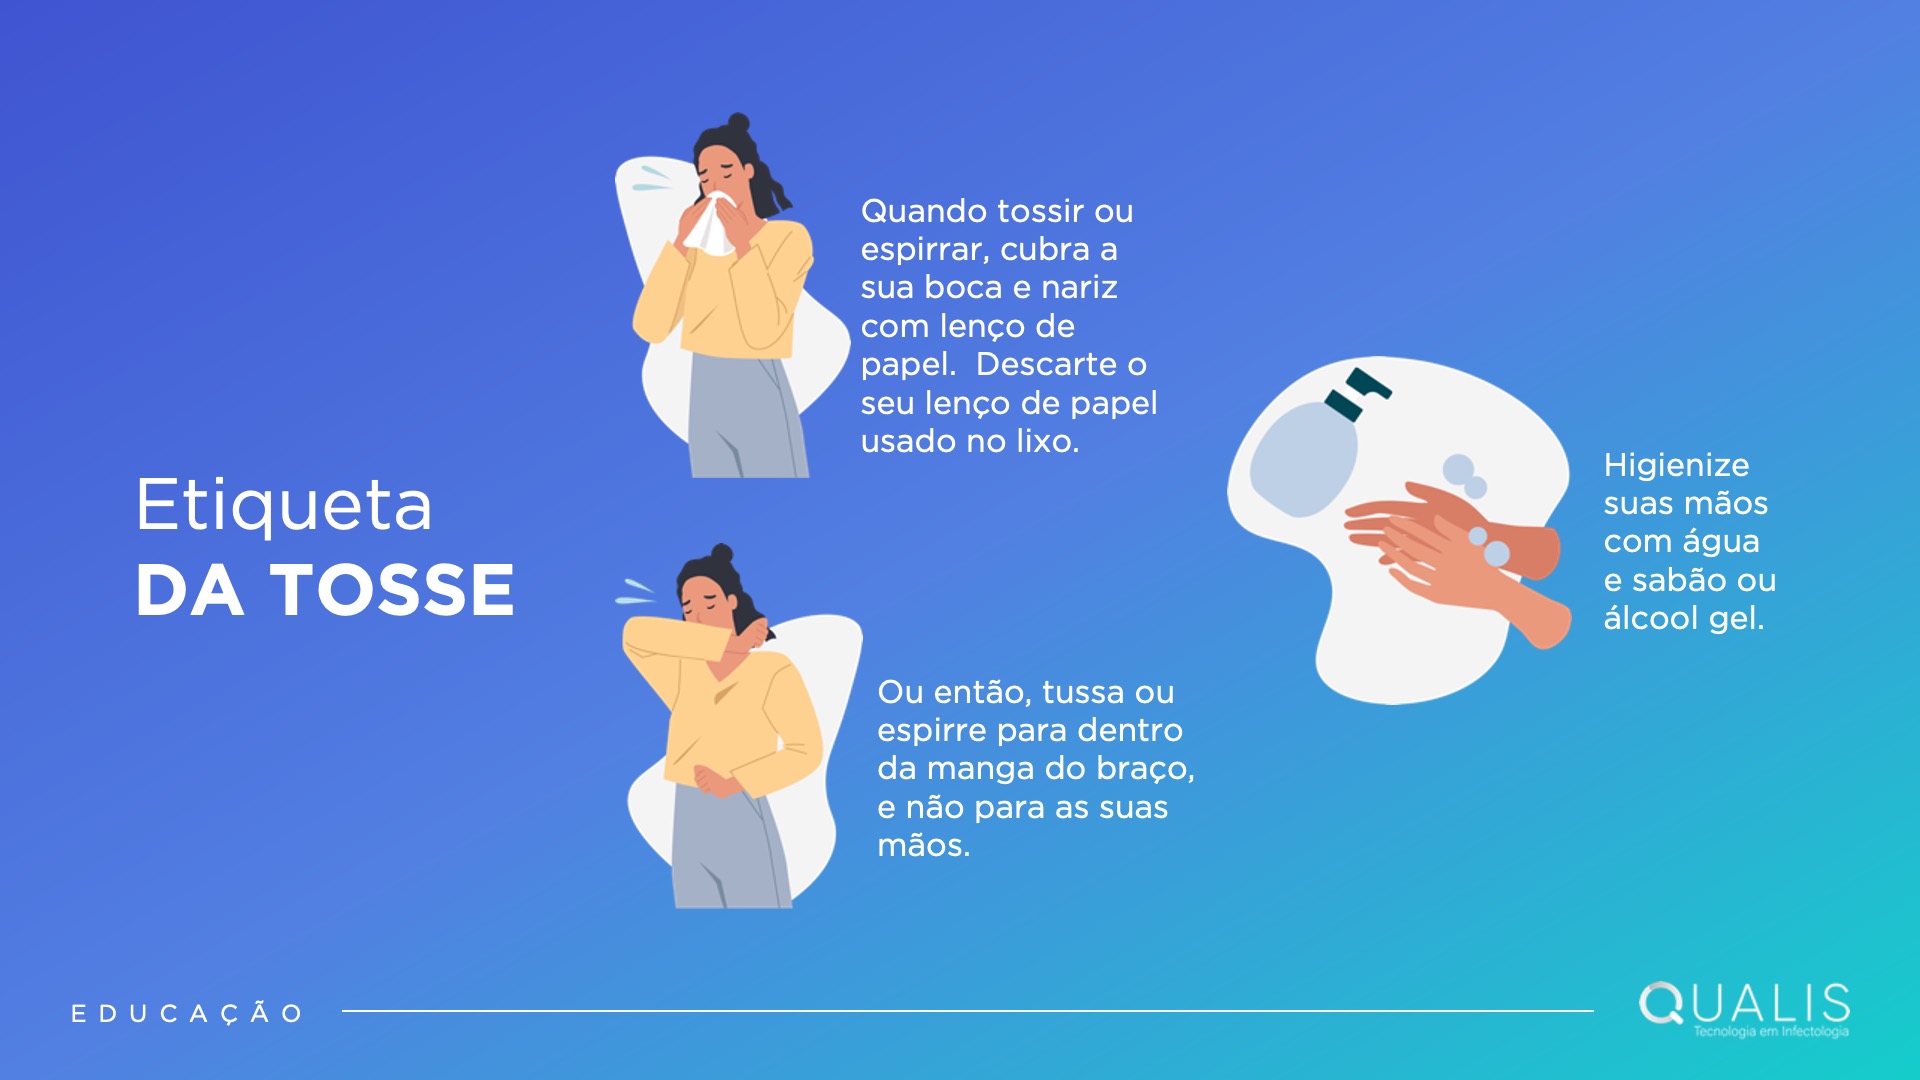 Etiqueta
DA TOSSE
Quando tossir ou
espirrar, cubra a
sua boca e nariz
com lenço de
papel.  Descarte o
seu lenço de papel
usado no lixo.
Ou então, tussa ou
espirre para dentro
da manga do braço,
e não para as suas
mãos.
Higienize
suas mãos
com água
e sabão ou
álcool gel.
EDUCAÇÃO
QUALIS
Tecnologia em Infectologia